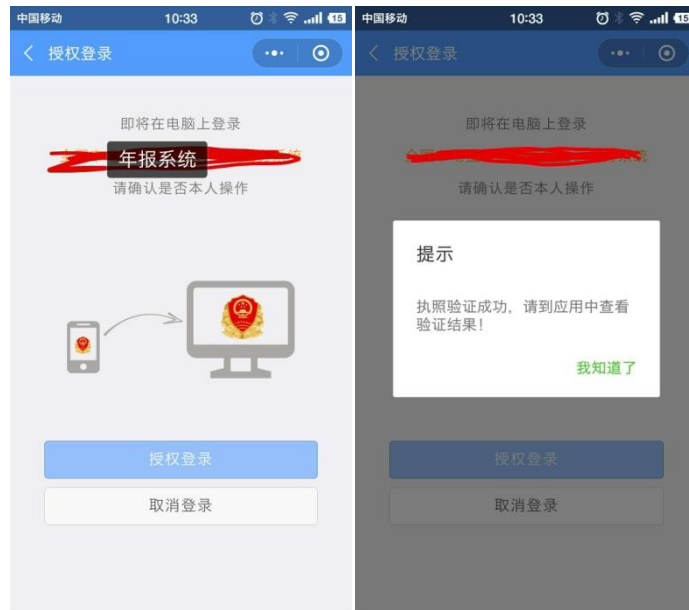 中国移动
10:33
15
授权登录
即将在电脑上登录
年报系统
请确认是否本人操作
授权登录
取消登录
中国移动
10:33
15
授权登录
即将在电脑上登录
请确认是否本人操作
提示
执照验证成功，请到应用中查看
验证结果！
我知道了
授权登录
取消登录